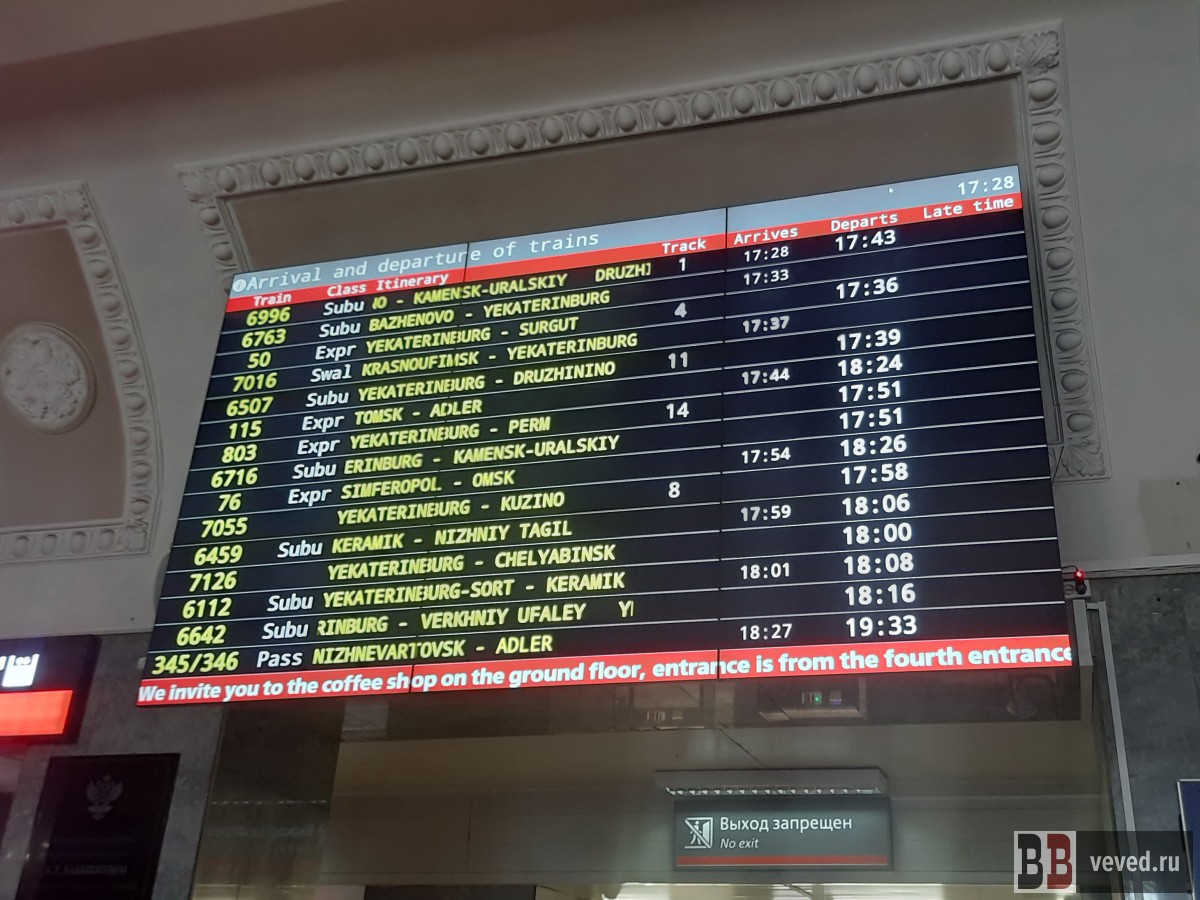 17:28
Arrival and departure of trains
Train Class Itinerary Track Arrives Departs Late time
6996 Subu IO - KAMENSK-URALSKIY DRUZHI 1 17:28 17:43
6763 Subu BAZHENOVO - YEKATERINBURG 17:33
50 Expr YEKATERINBURG - SURGUT 4 17:36
7016 Swal KRASNOUFIMSK - YEKATERINBURG 17:37
6507 Subu YEKATERINBURG - DRUZHININO 11 17:39
115 Expr TOMSK - ADLER 17:44 18:24
803 Expr YEKATERINBURG - PERM 14 17:51
6716 Subu ERINBURG - KAMENSK-URALSKIY 17:51
76 Expr SIMFEROPOL - OMSK 17:54 18:26
7055 YEKATERINBURG - KUZINO 8 17:58
6459 Subu KERAMIK - NIZHNIY TAGIL 17:59 18:06
7126 YEKATERINBURG - CHELYABINSK 18:00
6112 Subu YEKATERINBURG-SORT - KERAMIK 18:01 18:08
6642 Subu RINBURG - VERKHNIY UFALEY YI 18:16
345/346 Pass NIZHNEVARTOVSK - ADLER 18:27 19:33
We invite you to the coffee shop on the ground floor, entrance is from the fourth entrance
Выход запрещен
No exit
BB veved.ru